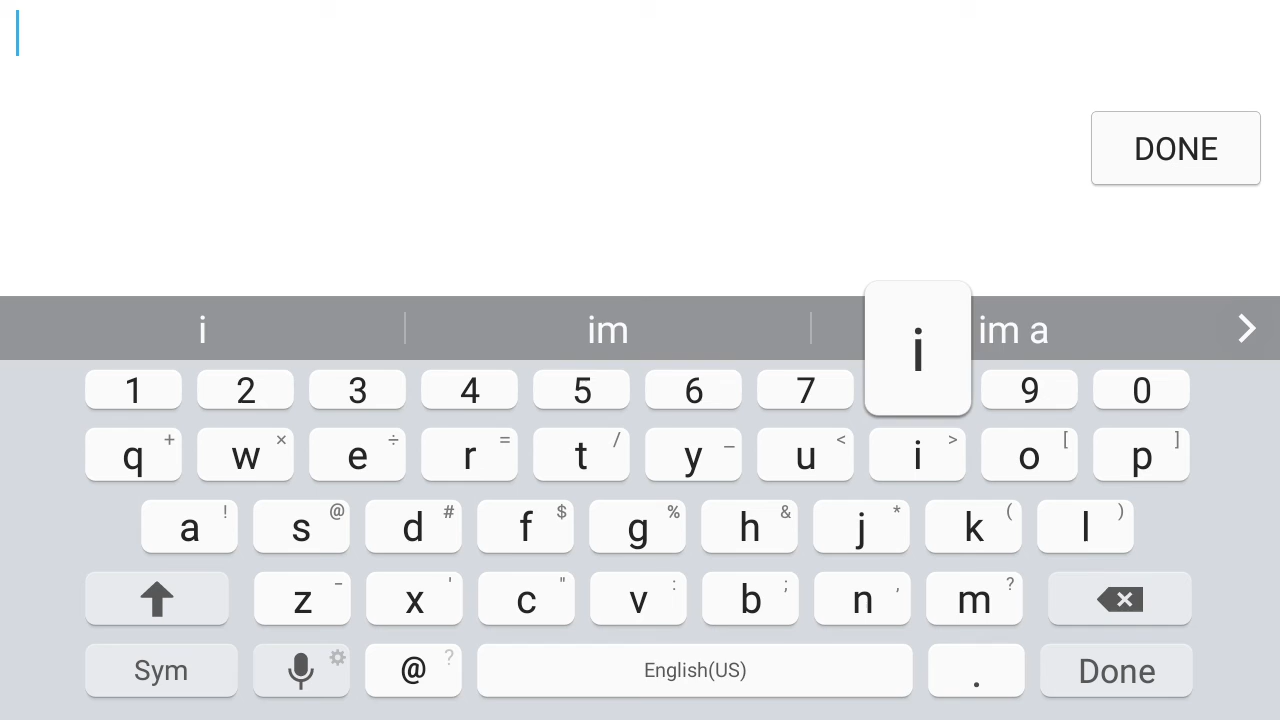 DONE
i im im a
i
1 2 3 4 5 6 7 9 0
q + w × e ÷ r = t / y _ u < i > o [ p ]
a ! s @ d # f $ g % h & j * k ( l )
z - x ' c " v : b ; n , m ?
Sym @ ? English(US) . Done